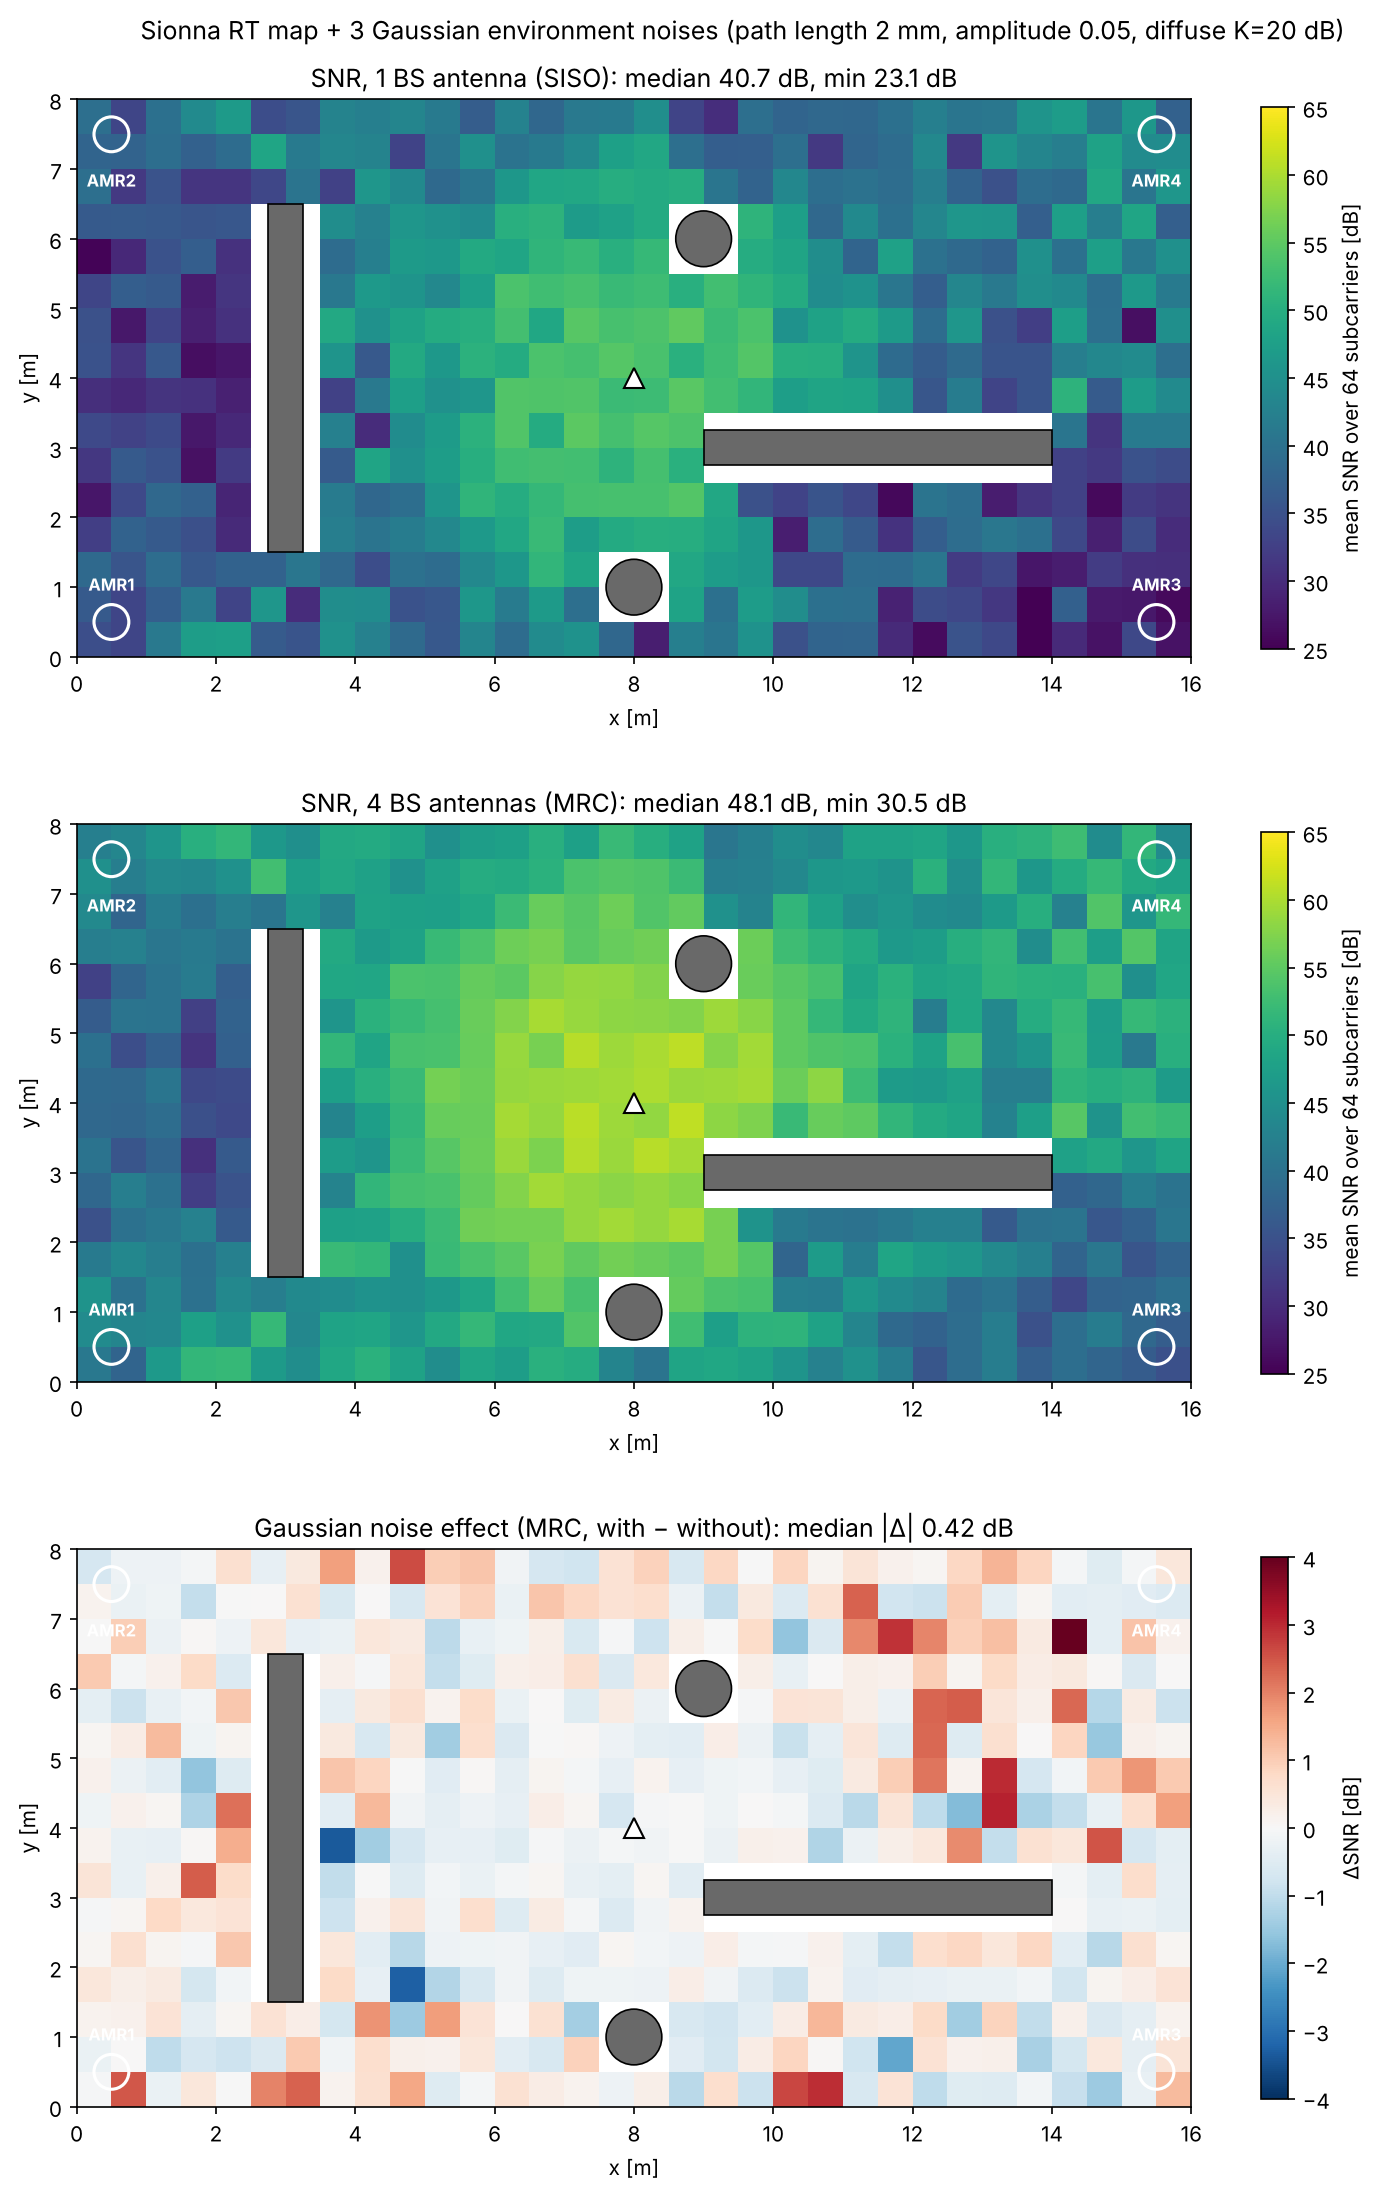 Sionna RT map + 3 Gaussian environment noises (path length 2 mm, amplitude 0.05, diffuse K=20 dB)
SNR, 1 BS antenna (SISO): median 40.7 dB, min 23.1 dB
8
7
6
5
4
3
2
1
0
y [m]
AMR2
AMR4
AMR1
AMR3
0 2 4 6 8 10 12 14 16
x [m]
65
60
55
50
45
40
35
30
25
mean SNR over 64 subcarriers [dB]
SNR, 4 BS antennas (MRC): median 48.1 dB, min 30.5 dB
8
7
6
5
4
3
2
1
0
y [m]
AMR2
AMR4
AMR1
AMR3
0 2 4 6 8 10 12 14 16
x [m]
65
60
55
50
45
40
35
30
25
mean SNR over 64 subcarriers [dB]
Gaussian noise effect (MRC, with − without): median |Δ| 0.42 dB
8
7
6
5
4
3
2
1
0
y [m]
AMR2
AMR4
AMR1
AMR3
0 2 4 6 8 10 12 14 16
x [m]
4
3
2
1
0
−1
−2
−3
−4
ΔSNR [dB]